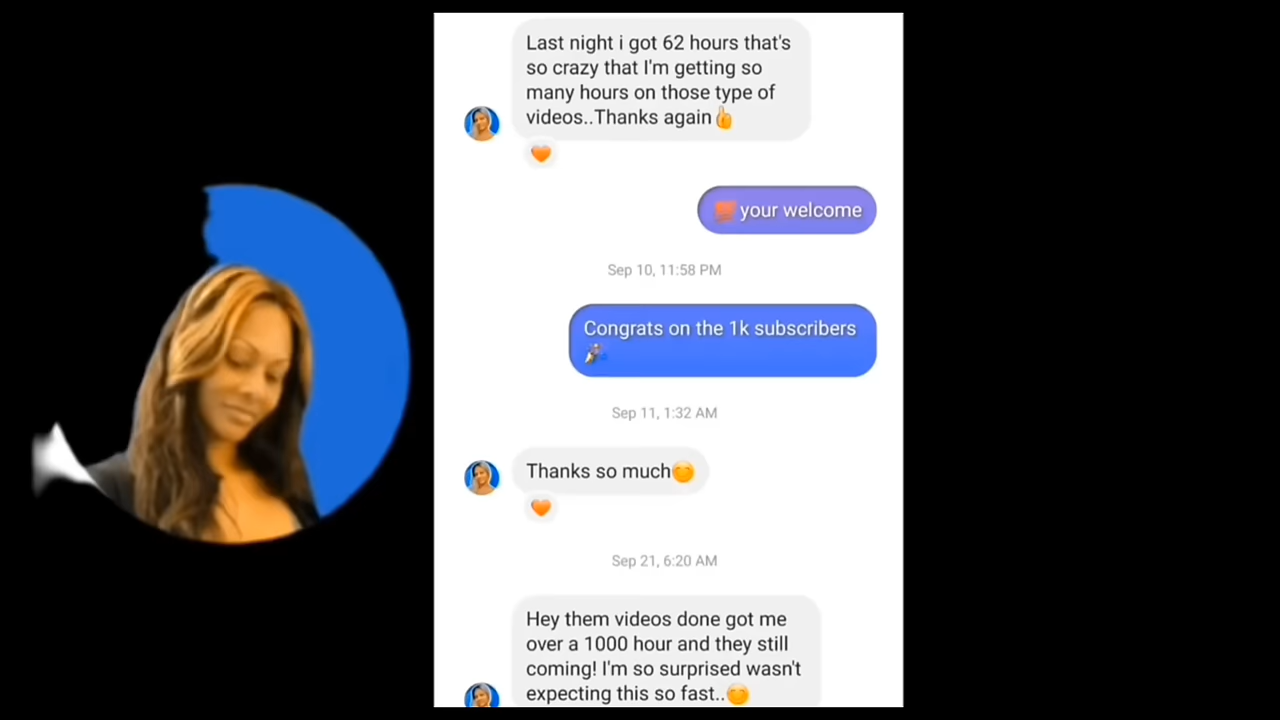 Last night i got 62 hours that's
so crazy that I'm getting so
many hours on those type of
videos..Thanks again👍
🧡
💯 your welcome
Sep 10, 11:58 PM
Congrats on the 1k subscribers
🎉
Sep 11, 1:32 AM
Thanks so much😊
🧡
Sep 21, 6:20 AM
Hey them videos done got me
over a 1000 hour and they still
coming! I'm so surprised wasn't
expecting this so fast..😊